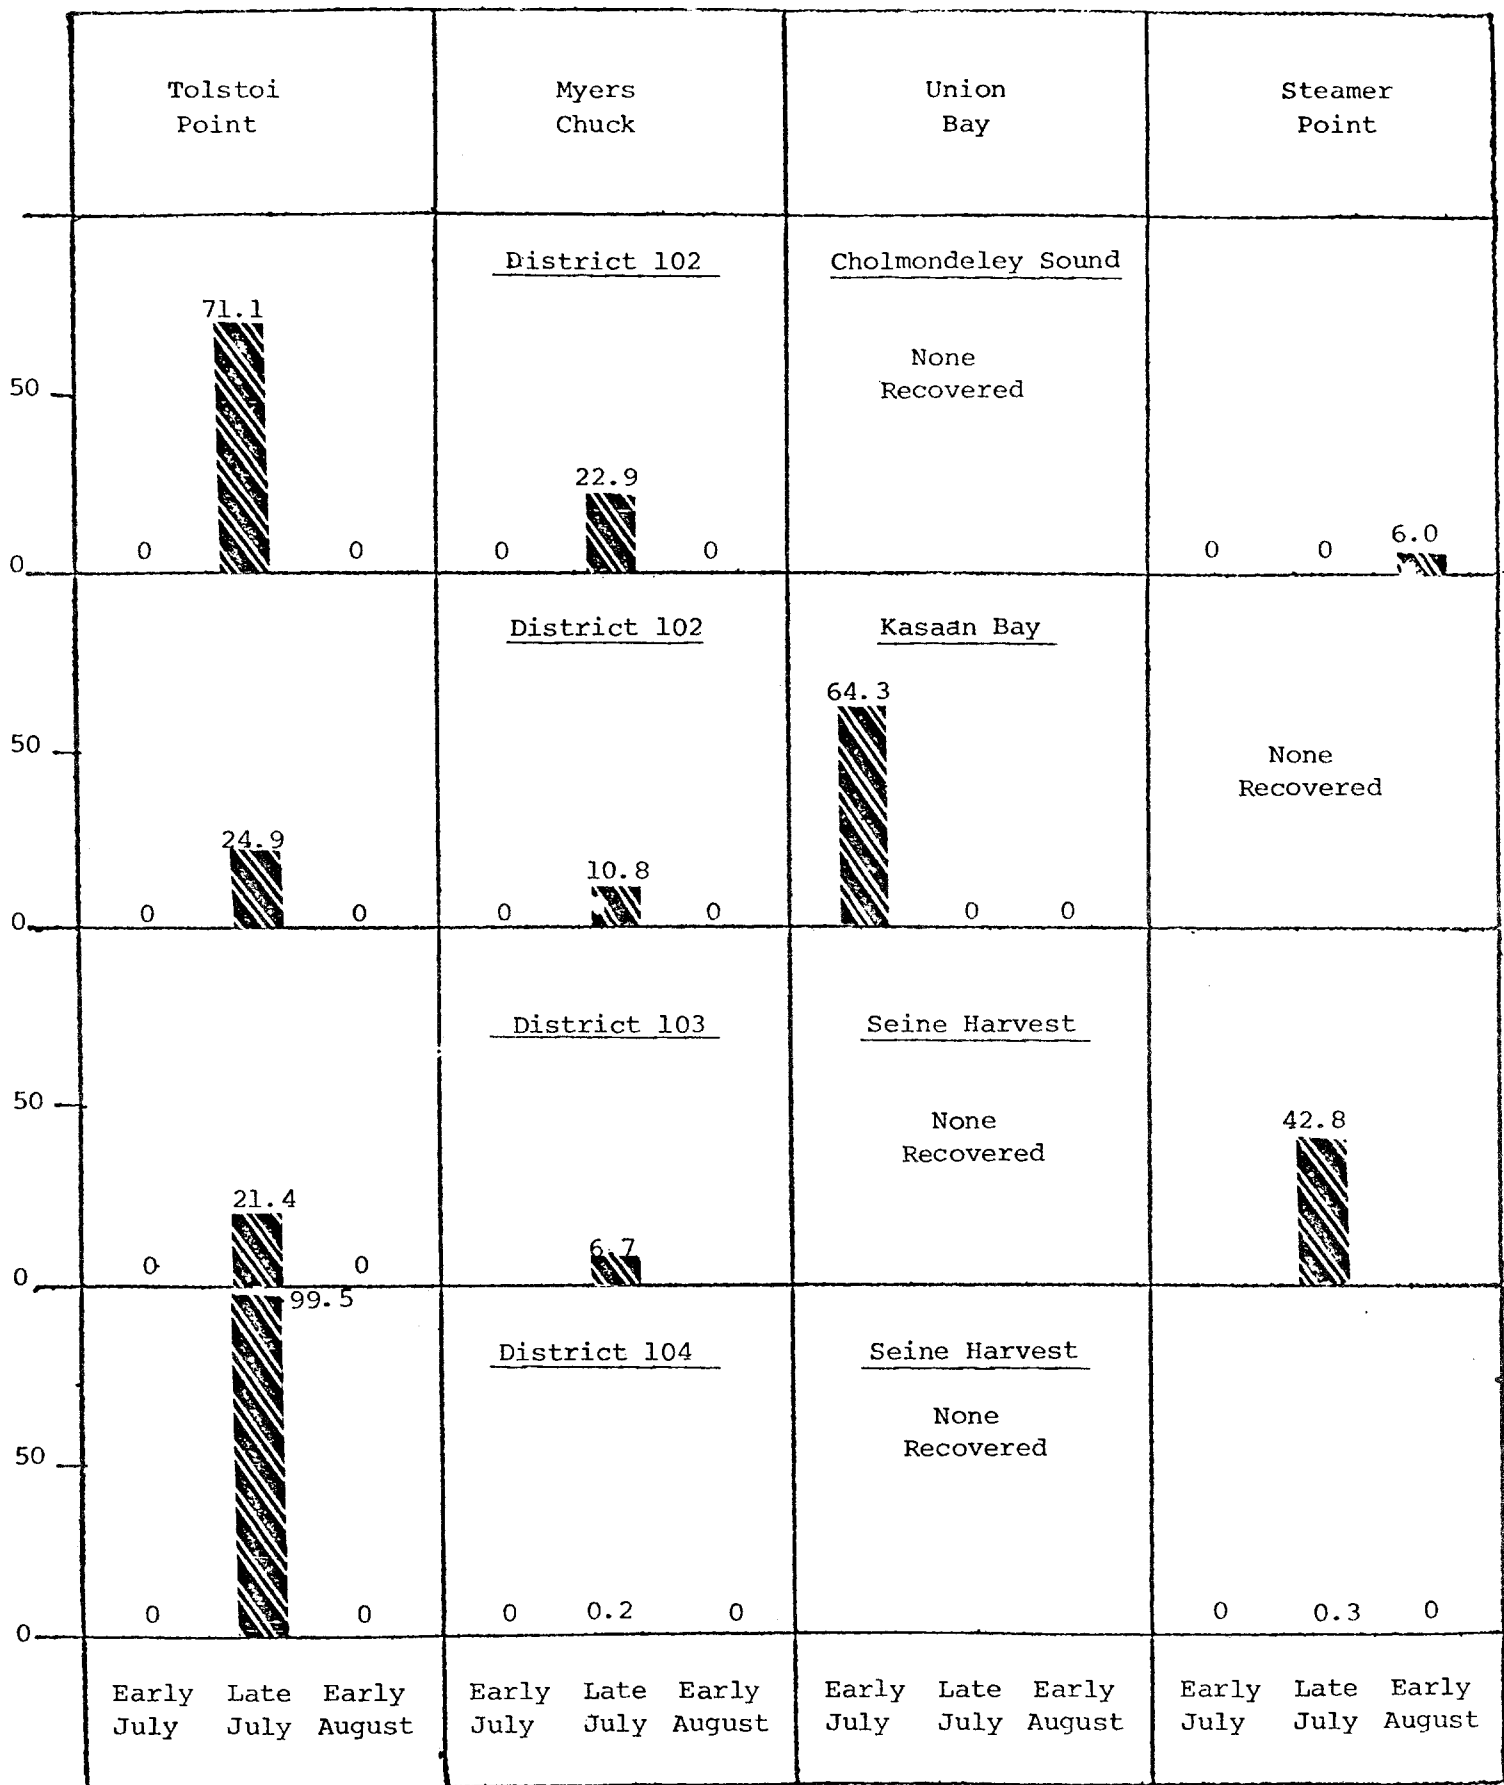 Tolstoi Point
Myers Chuck
Union Bay
Steamer Point
District 102 Cholmondeley Sound
71.1
None
Recovered
50
22.9
6.0
0 0 0 0 0 0
0
District 102 Kasaan Bay
64.3
50
None
Recovered
24.9
10.8
0 0 0 0 0 0
0
District 103 Seine Harvest
50
None
Recovered
42.8
21.4
6.7
0 0
0
99.5
District 104 Seine Harvest
None
Recovered
50
0 0 0 0.2 0 0 0.3 0
0
Early July Late July Early August
Early July Late July Early August
Early July Late July Early August
Early July Late July Early August